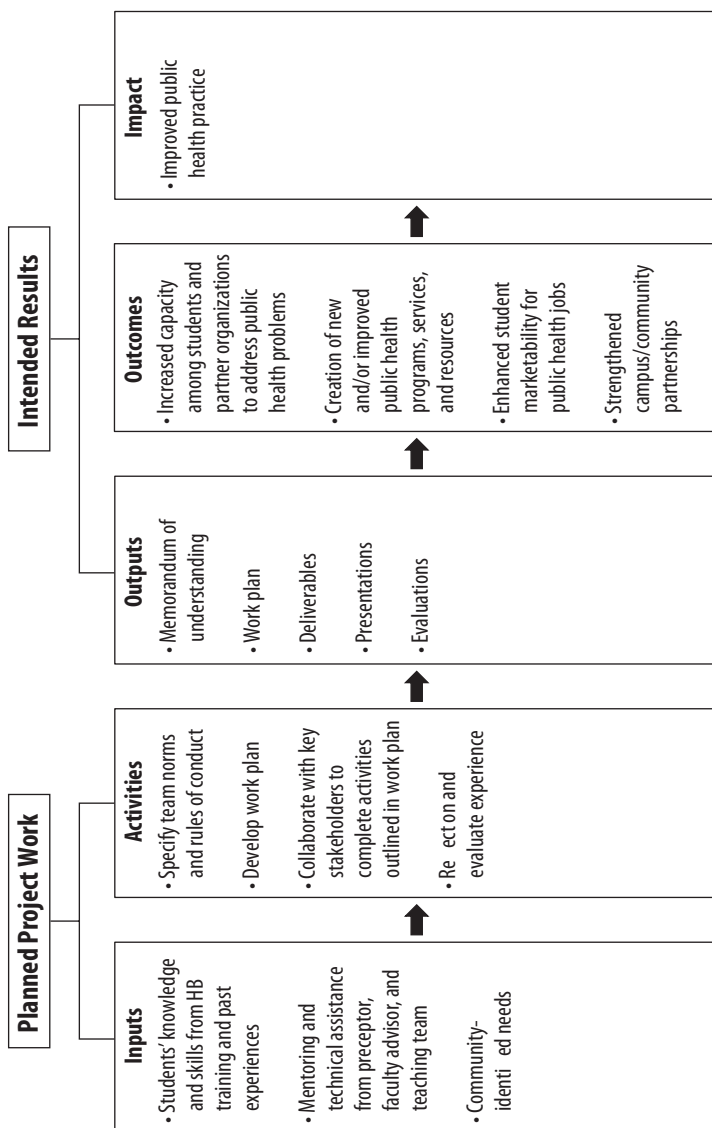 Planned Project Work
Intended Results
Inputs
• Students' knowledge
and skills from HB
training and past
experiences
• Mentoring and
technical assistance
from preceptor,
faculty advisor, and
teaching team
• Community-
identi ed needs
Activities
• Specify team norms
and rules of conduct
• Develop work plan
• Collaborate with key
stakeholders to
complete activities
outlined in work plan
• Re ect on and
evaluate experience
Outputs
• Memorandum of
understanding
• Work plan
• Deliverables
• Presentations
• Evaluations
Outcomes
• Increased capacity
among students and
partner organizations
to address public
health problems
• Creation of new
and/or improved
public health
programs, services,
and resources
• Enhanced student
marketability for
public health jobs
• Strengthened
campus/community
partnerships
Impact
• Improved public
health practice